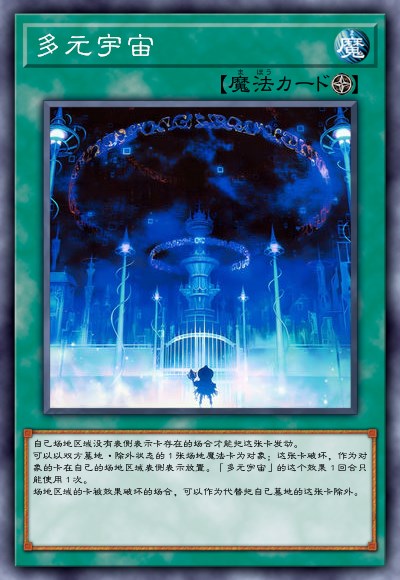 多元宇宙
魔
【魔法カード】
まほう
自己场地区域没有表侧表示卡存在的场合才能把这张卡发动。
可以以双方墓地·除外状态的1张场地魔法卡为对象；这张卡破坏，作为对
象的卡在自己的场地区域表侧表示放置。「多元宇宙」的这个效果1回合只
能使用1次。
场地区域的卡被效果破坏的场合，可以作为代替把自己墓地的这张卡除外。